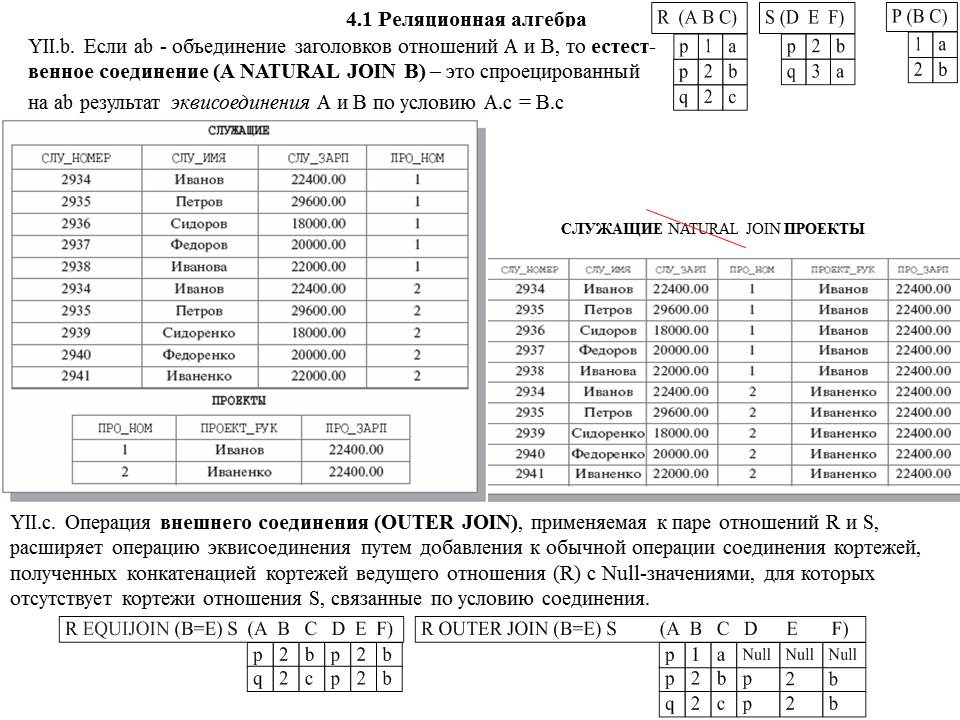 4.1 Реляционная алгебра
R (A B C)
p 1 a
p 2 b
q 2 c
S (D E F)
p 2 b
q 3 a
P (B C)
1 a
2 b
YII.b. Если ab - объединение заголовков отношений А и В, то естест-
венное соединение (A NATURAL JOIN B) – это спроецированный
на ab результат эквисоединения А и В по условию A.c = B.c
СЛУЖАЩИЕ
СЛУ_НОМЕР СЛУ_ИМЯ СЛУ_ЗАРП ПРО_НОМ
2934 Иванов 22400.00 1
2935 Петров 29600.00 1
2936 Сидоров 18000.00 1
2937 Федоров 20000.00 1
2938 Иванова 22000.00 1
2934 Иванов 22400.00 2
2935 Петров 29600.00 2
2939 Сидоренко 18000.00 2
2940 Федоренко 20000.00 2
2941 Иваненко 22000.00 2
ПРОЕКТЫ
ПРО_НОМ ПРОЕКТ_РУК ПРО_ЗАРП
1 Иванов 22400.00
2 Иваненко 22400.00
СЛУЖАЩИЕ NATURAL JOIN ПРОЕКТЫ
СЛУ_НОМЕР СЛУ_ИМЯ СЛУ_ЗАРП ПРО_НОМ ПРОЕКТ_РУК ПРО_ЗАРП
2934 Иванов 22400.00 1 Иванов 22400.00
2935 Петров 29600.00 1 Иванов 22400.00
2936 Сидоров 18000.00 1 Иванов 22400.00
2937 Федоров 20000.00 1 Иванов 22400.00
2938 Иванова 22000.00 1 Иванов 22400.00
2934 Иванов 22400.00 2 Иваненко 22400.00
2935 Петров 29600.00 2 Иваненко 22400.00
2939 Сидоренко 18000.00 2 Иваненко 22400.00
2940 Федоренко 20000.00 2 Иваненко 22400.00
2941 Иваненко 22000.00 2 Иваненко 22400.00
YII.c. Операция внешнего соединения (OUTER JOIN), применяемая к паре отношений R и S,
расширяет операцию эквисоединения путем добавления к обычной операции соединения кортежей,
полученных конкатенацией кортежей ведущего отношения (R) с Null-значениями, для которых
отсутствует кортежи отношения S, связанные по условию соединения.
R EQUIJOIN (B=E) S (A B C D E F)
p 2 b p 2 b
q 2 c p 2 b
R OUTER JOIN (B=E) S (A B C D E F)
p 1 a Null Null Null
p 2 b p 2 b
q 2 c p 2 b